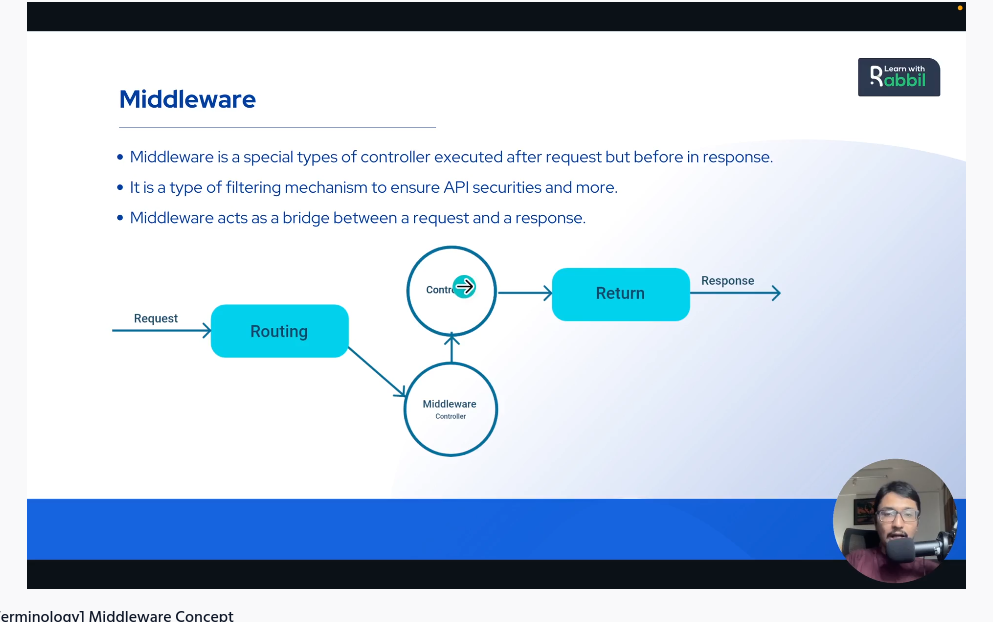 Learn with
Rabbil
Middleware
• Middleware is a special types of controller executed after request but before in response.
• It is a type of filtering mechanism to ensure API securities and more.
• Middleware acts as a bridge between a request and a response.
Request
Routing
Contr
Return
Response
Middleware
Controller
erminology] Middleware Concept